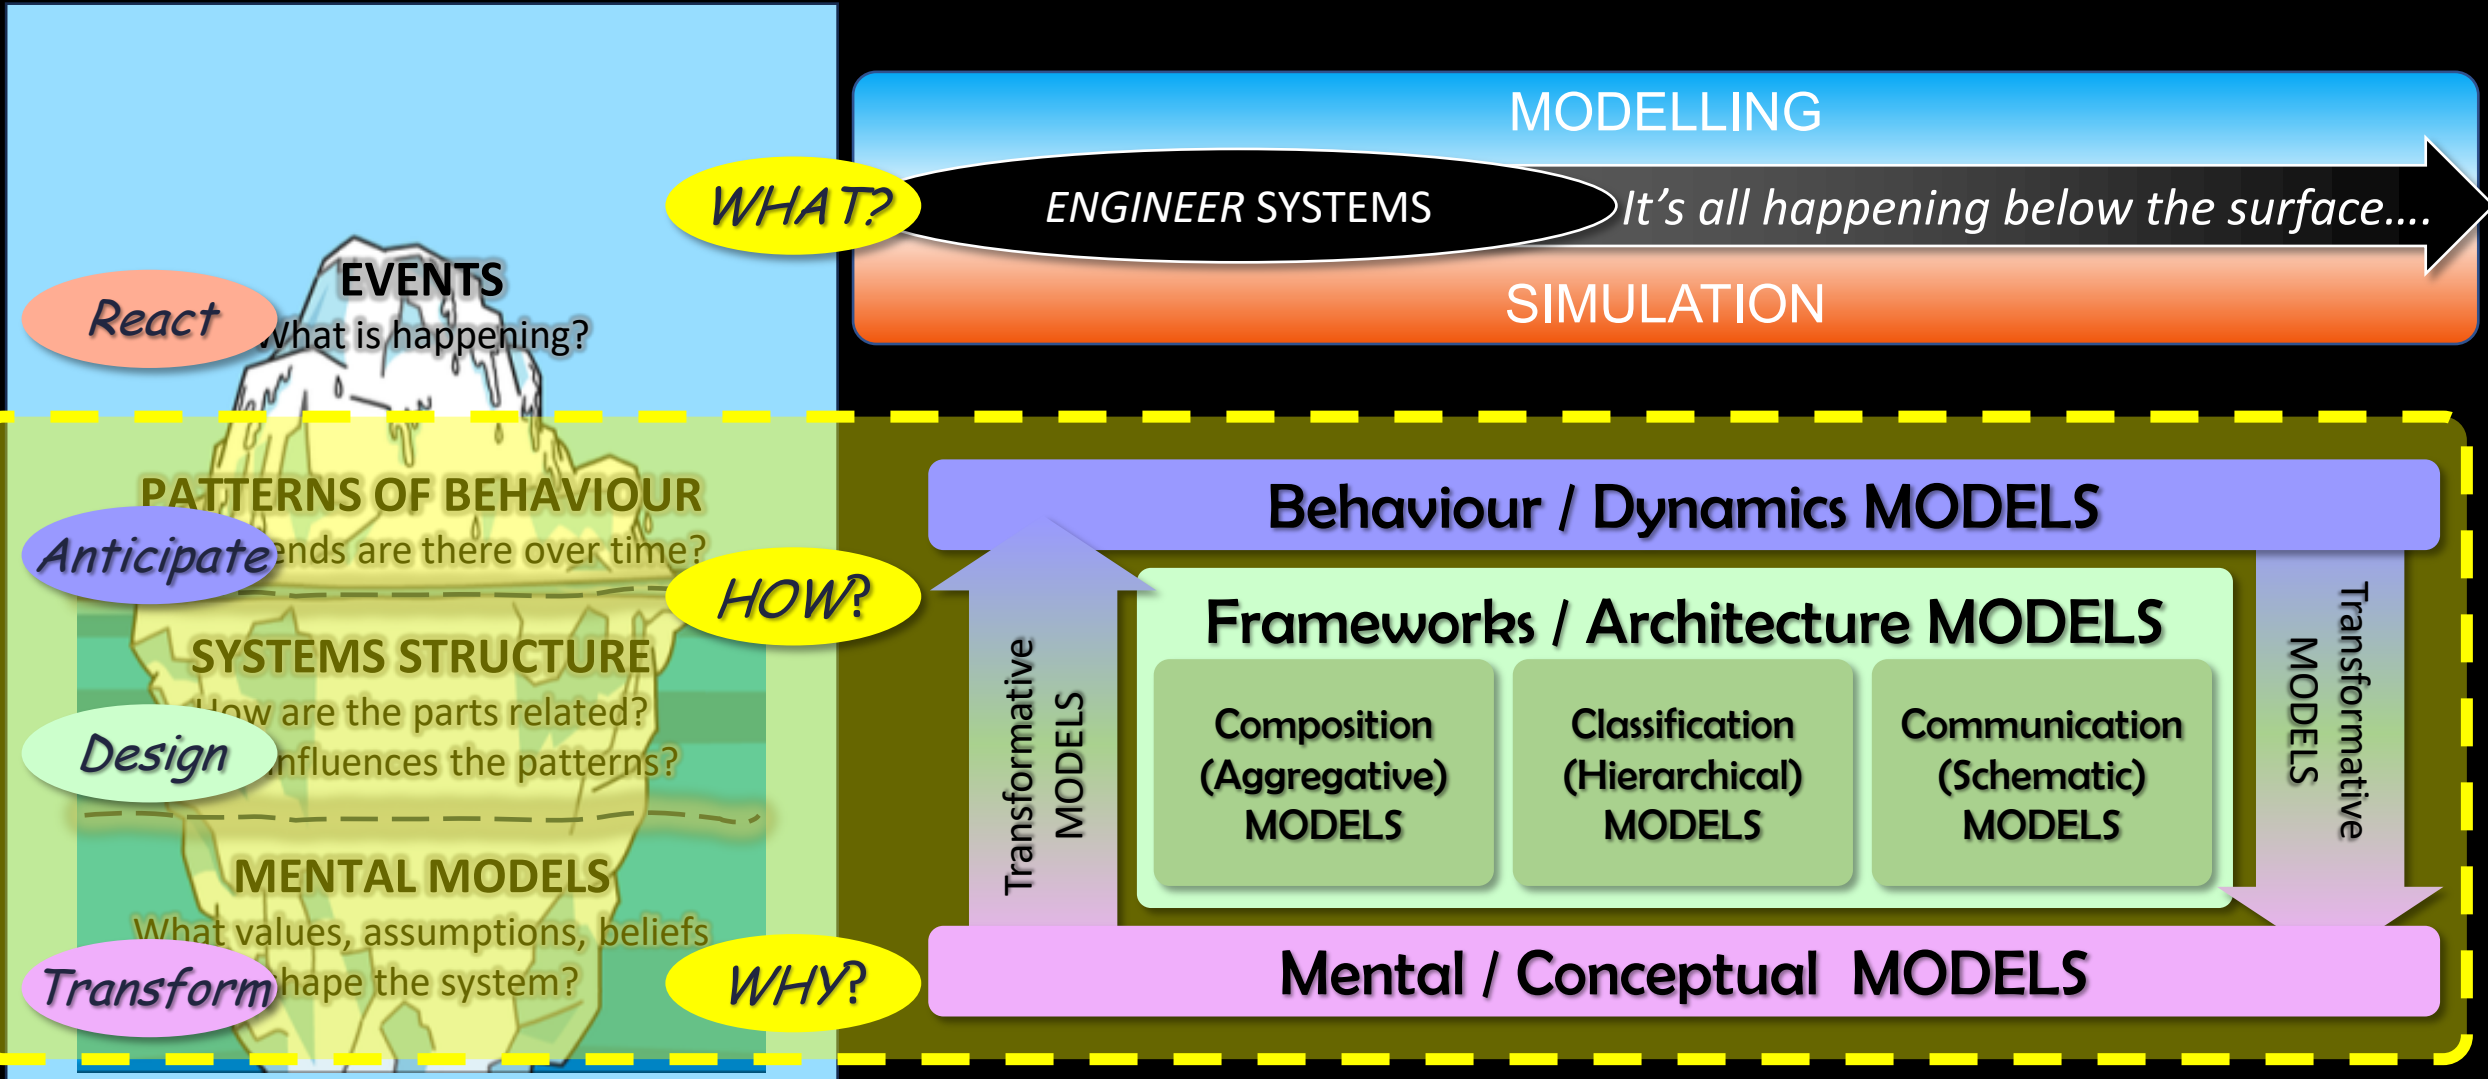 MODELLING
WHAT?
ENGINEER SYSTEMS
It's all happening below the surface....
SIMULATION
EVENTS
React
What is happening?
PATTERNS OF BEHAVIOUR
Anticipate
are there over time?
HOW?
SYSTEMS STRUCTURE
How are the parts related?
Design
influences the patterns?
MENTAL MODELS
What values, assumptions, beliefs
Transform
shape the system?
WHY?
Behaviour / Dynamics MODELS
Transformative
MODELS
Frameworks / Architecture MODELS
Composition
(Aggregative)
MODELS
Classification
(Hierarchical)
MODELS
Communication
(Schematic)
MODELS
Transformative
MODELS
Mental / Conceptual MODELS